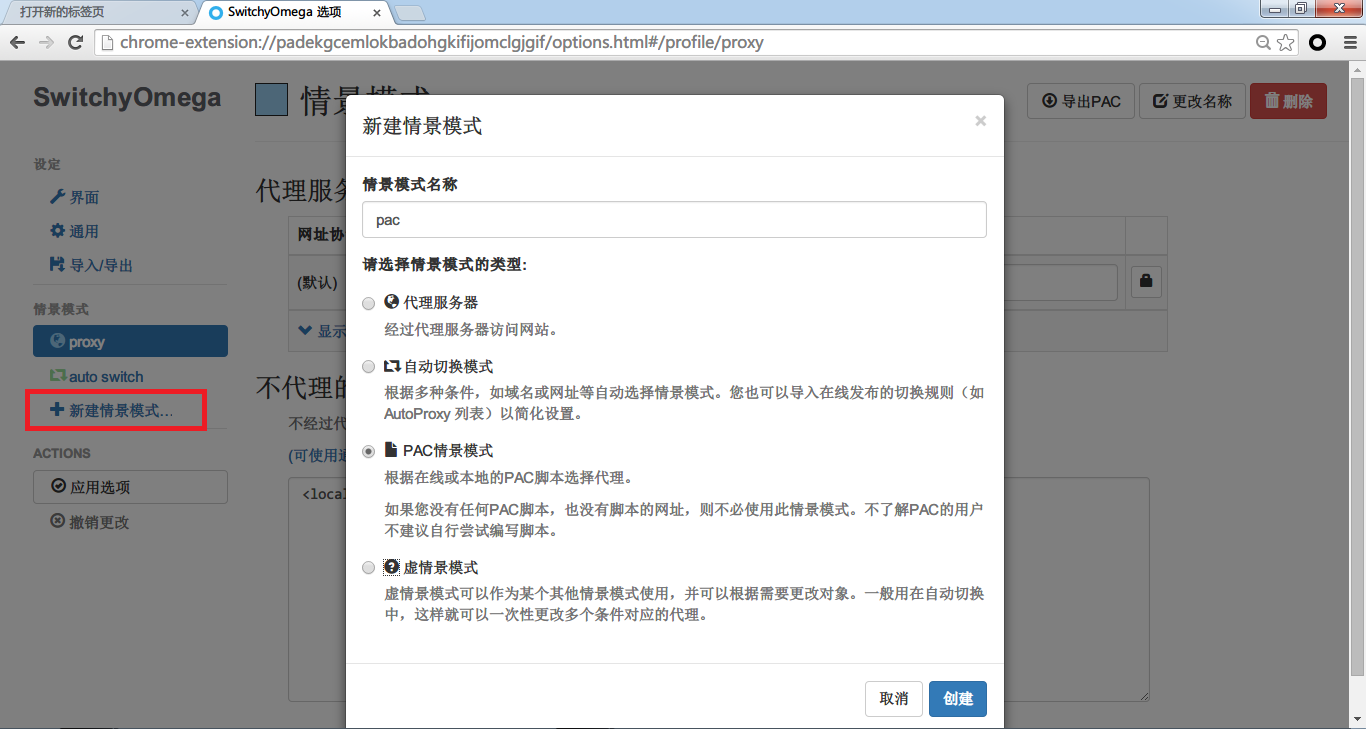 打开新的标签页
SwitchyOmega 选项
chrome-extension://padekgcemlokbadohgkifijomclgjgif/options.html#/profile/proxy
SwitchyOmega
导出PAC
更改名称
删除
设定
界面
通用
导入/导出
情景模式
proxy
auto switch
新建情景模式...
ACTIONS
应用选项
撤销更改
代理服
网址协
(默认)
显示
不代理的
不经过代
(可使用通
<local
新建情景模式
×
情景模式名称
pac
请选择情景模式的类型:
代理服务器
经过代理服务器访问网站。
自动切换模式
根据多种条件，如域名或网址等自动选择情景模式。您也可以导入在线发布的切换规则（如
AutoProxy 列表）以简化设置。
PAC情景模式
根据在线或本地的PAC脚本选择代理。
如果您没有任何PAC脚本，也没有脚本的网址，则不必使用此情景模式。不了解PAC的用户
不建议自行尝试编写脚本。
虚情景模式
虚情景模式可以作为某个其他情景模式使用，并可以根据需要更改对象。一般用在自动切换
中，这样就可以一次性更改多个条件对应的代理。
取消
创建